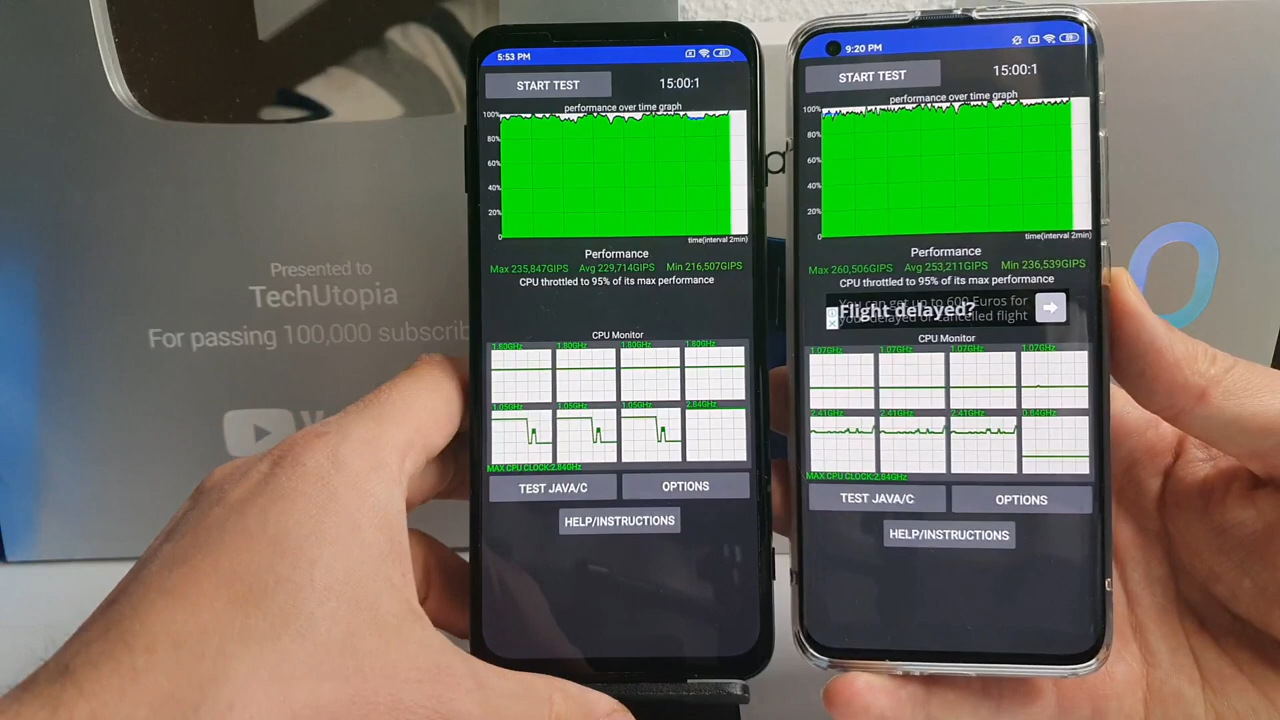 Presented to
TechUtopia
For passing 100,000 subscrib
5:53 PM
START TEST
15:00:1
performance over time graph
100%
80%
60%
40%
20%
0
time(interval 2min)
Performance
Max 235,847GIPS Avg 229,714GIPS Min 216,507GIPS
CPU throttled to 95% of its max performance
CPU Monitor
1.80GHz 1.80GHz 1.80GHz 1.80GHz
1.05GHz 1.05GHz 1.05GHz 2.84GHz
MAX CPU CLOCK:2.84GHz
TEST JAVA/C
OPTIONS
HELP/INSTRUCTIONS
9:20 PM
START TEST
15:00:1
performance over time graph
100%
80%
60%
40%
20%
0
time(interval 2min)
Performance
Max 260,506GIPS Avg 253,211GIPS Min 236,539GIPS
CPU throttled to 95% of its max performance
You can get up to 600 Euros for
Flight delayed?
your delayed or cancelled flight
CPU Monitor
1.07GHz 1.07GHz 1.07GHz 1.07GHz
2.41GHz 2.41GHz 2.41GHz 0.84GHz
MAX CPU CLOCK:2.84GHz
TEST JAVA/C
OPTIONS
HELP/INSTRUCTIONS